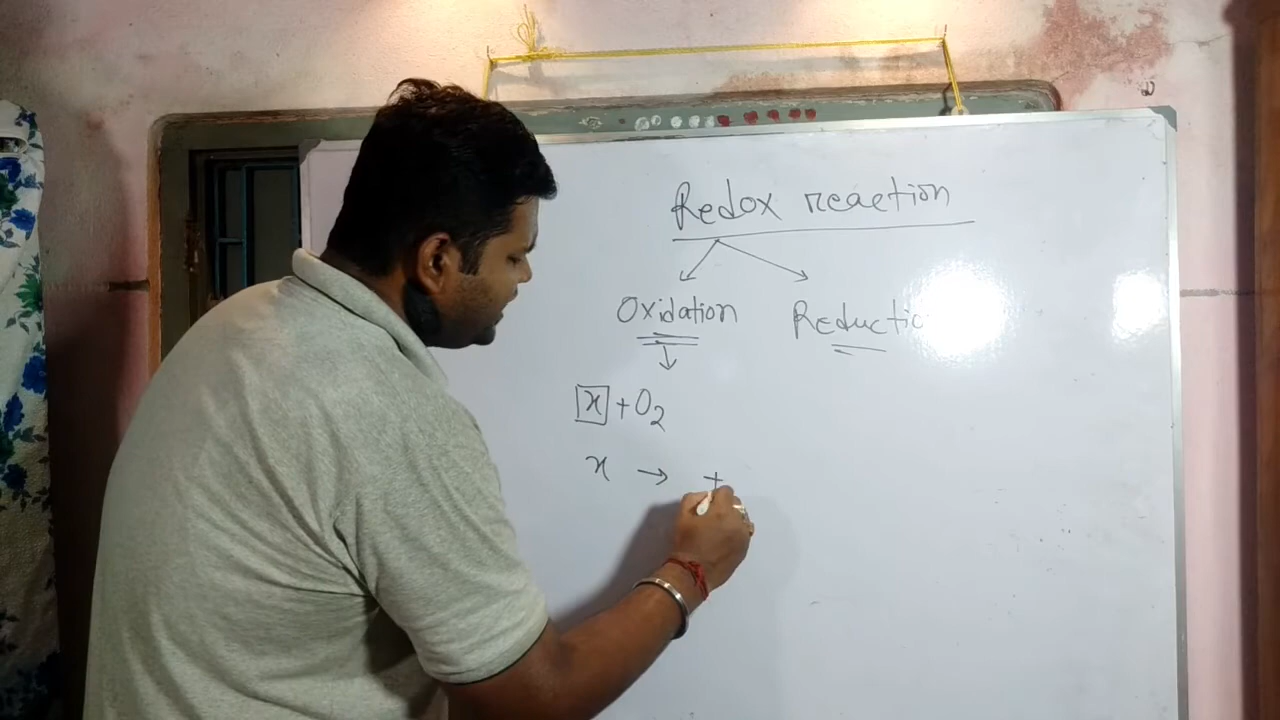 Redox reaction
Oxidation Reductio
x + O2
x → +